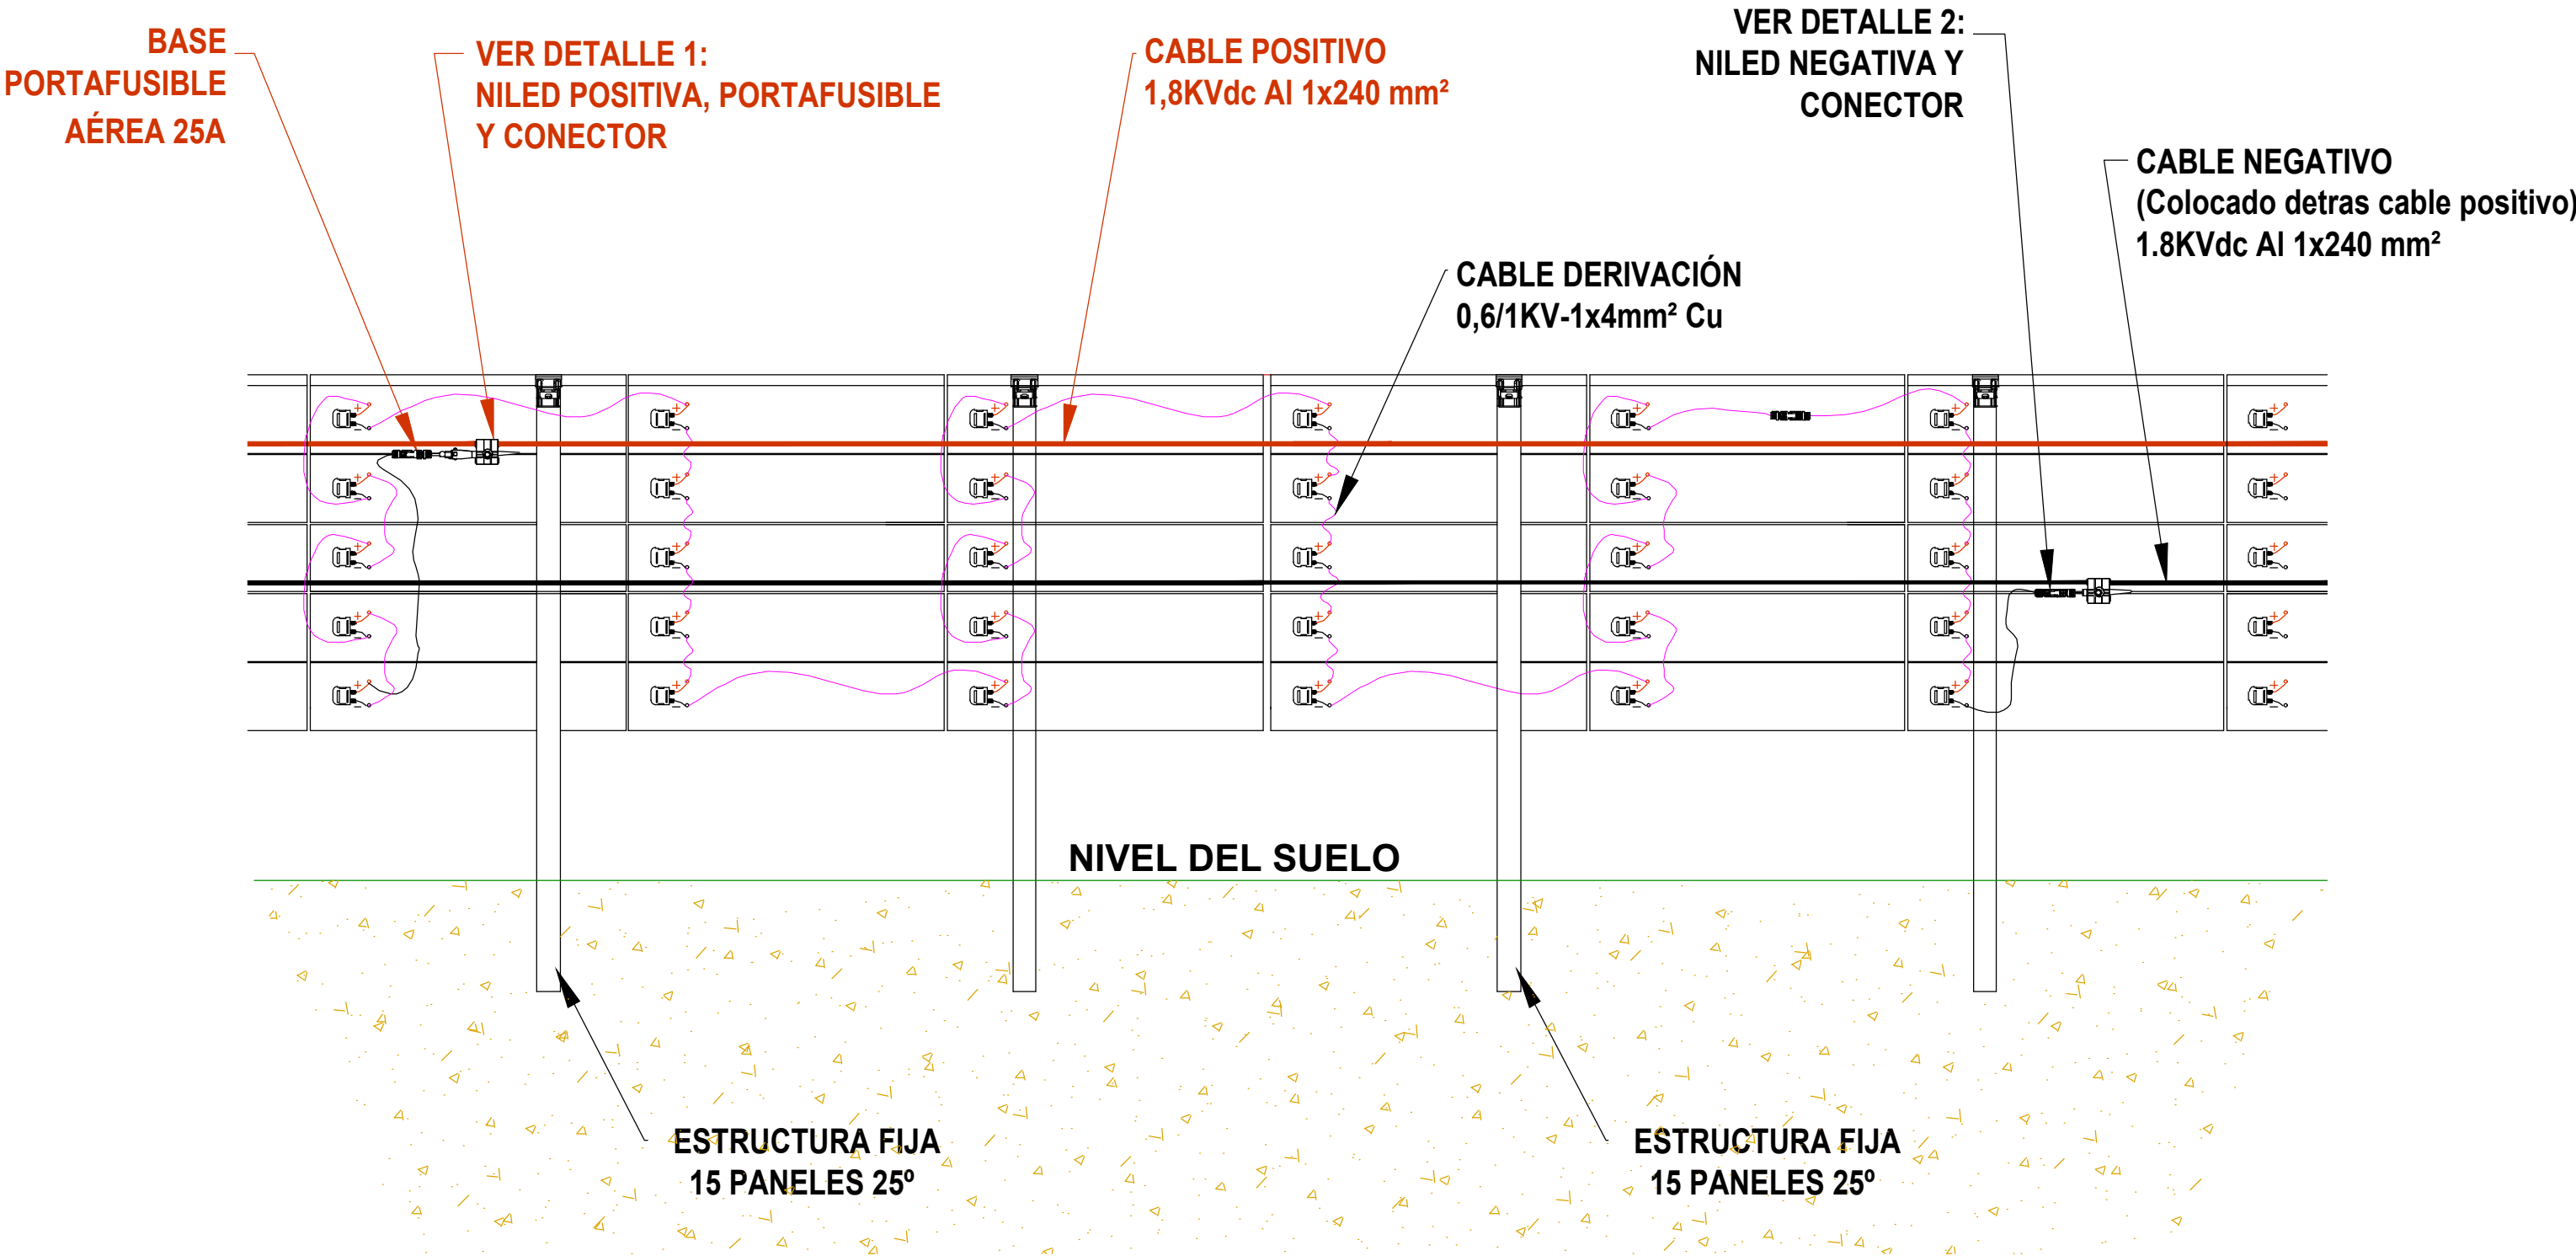 BASE
PORTAFUSIBLE
AÉREA 25A
VER DETALLE 1:
NILED POSITIVA, PORTAFUSIBLE
Y CONECTOR
CABLE POSITIVO
1,8KVdc Al 1x240 mm²
VER DETALLE 2:
NILED NEGATIVA Y
CONECTOR
CABLE NEGATIVO
(Colocado detras cable positivo)
1.8KVdc Al 1x240 mm²
CABLE DERIVACIÓN
0,6/1KV-1x4mm² Cu
NIVEL DEL SUELO
ESTRUCTURA FIJA
15 PANELES 25º
ESTRUCTURA FIJA
15 PANELES 25º